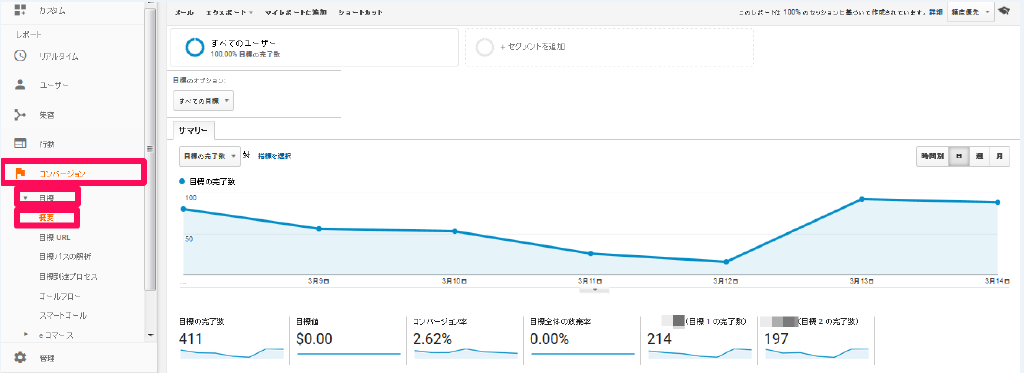 カスタム
レポート
リアルタイム
ユーザー
集客
行動
コンバージョン
目標
概要
目標 URL
目標パスの解析
目標到達プロセス
ゴールフロー
スマートゴール
e コマース
管理
メール エクスポート マイレポートに追加 ショートカット
このレポートは 100% のセッションに基づいて作成されています。 詳細 精度優先
すべてのユーザー
100.00% 目標の完了数
+ セグメントを追加
目標のオプション:
すべての目標
サマリー
目標の完了数 対 指標を選択
時間別 日 週 月
目標の完了数
100
50
... 3月9日 3月10日 3月11日 3月12日 3月13日 3月14日
目標の完了数 目標値 コンバージョン率 目標全体の放棄率 (目標 1 の完了数) (目標 2 の完了数)
411 $0.00 2.62% 0.00% 214 197